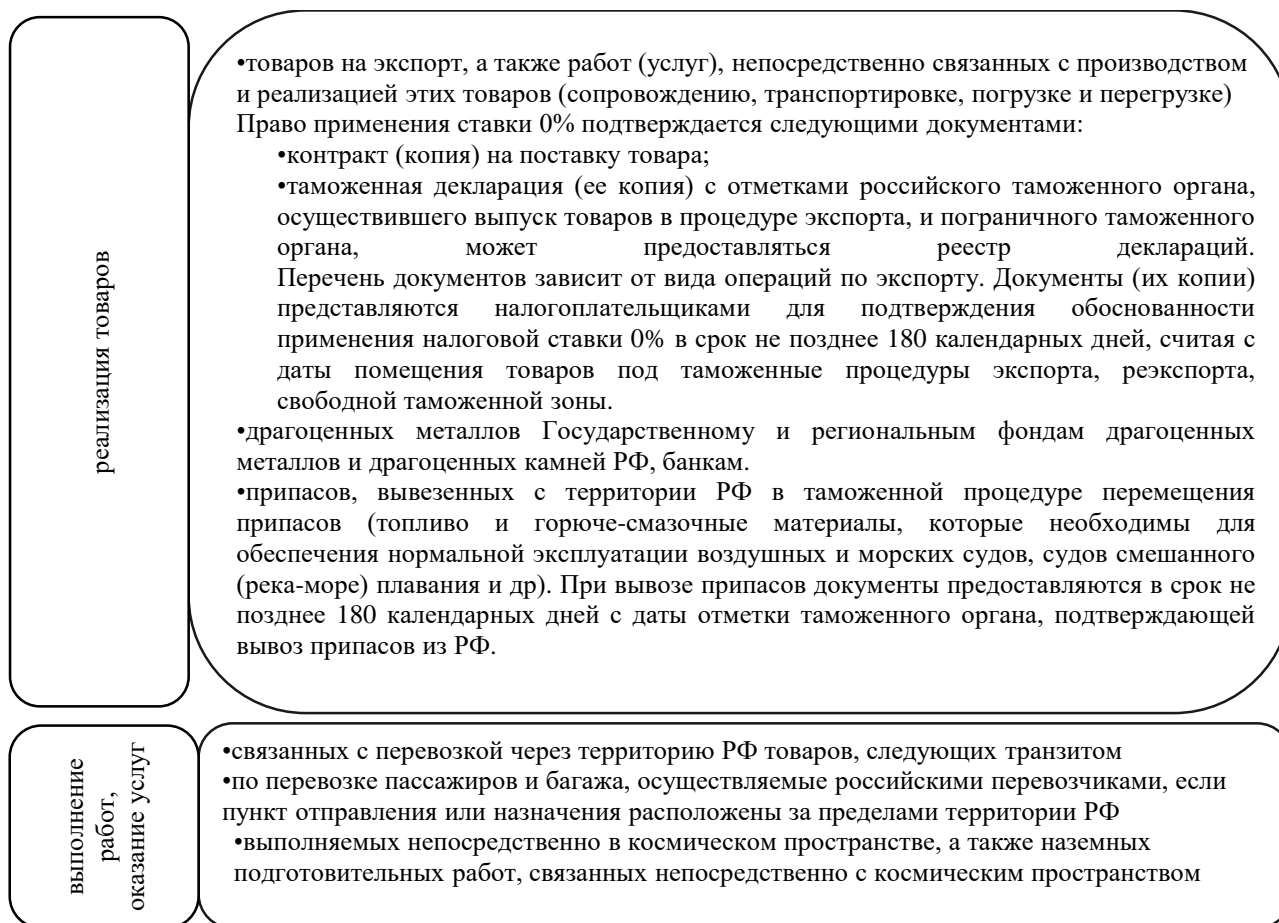 реализация товаров
•товаров на экспорт, а также работ (услуг), непосредственно связанных с производством
и реализацией этих товаров (сопровождению, транспортировке, погрузке и перегрузке)
Право применения ставки 0% подтверждается следующими документами:
•контракт (копия) на поставку товара;
•таможенная декларация (ее копия) с отметками российского таможенного органа,
осуществившего выпуск товаров в процедуре экспорта, и пограничного таможенного
органа, может предоставляться реестр деклараций.
Перечень документов зависит от вида операций по экспорту. Документы (их копии)
представляются налогоплательщиками для подтверждения обоснованности
применения налоговой ставки 0% в срок не позднее 180 календарных дней, считая с
даты помещения товаров под таможенные процедуры экспорта, реэкспорта,
свободной таможенной зоны.
•драгоценных металлов Государственному и региональным фондам драгоценных
металлов и драгоценных камней РФ, банкам.
•припасов, вывезенных с территории РФ в таможенной процедуре перемещения
припасов (топливо и горюче-смазочные материалы, которые необходимы для
обеспечения нормальной эксплуатации воздушных и морских судов, судов смешанного
(река-море) плавания и др). При вывозе припасов документы предоставляются в срок не
позднее 180 календарных дней с даты отметки таможенного органа, подтверждающей
вывоз припасов из РФ.
выполнение
работ,
оказание услуг
•связанных с перевозкой через территорию РФ товаров, следующих транзитом
•по перевозке пассажиров и багажа, осуществляемые российскими перевозчиками, если
пункт отправления или назначения расположены за пределами территории РФ
•выполняемых непосредственно в космическом пространстве, а также наземных
подготовительных работ, связанных непосредственно с космическим пространством